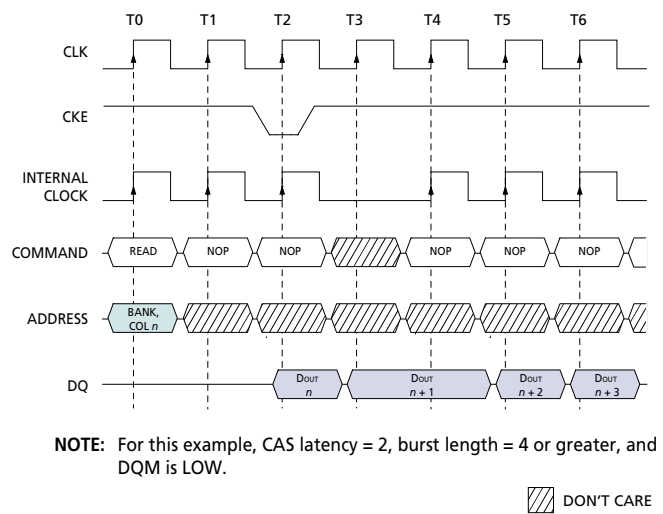 T0 T1 T2 T3 T4 T5 T6
CLK
CKE
INTERNAL
CLOCK
COMMAND READ NOP NOP NOP NOP NOP
ADDRESS BANK,
COL n
DQ DOUT DOUT DOUT DOUT
n n + 1 n + 2 n + 3
NOTE: For this example, CAS latency = 2, burst length = 4 or greater, and
DQM is LOW.
DON'T CARE